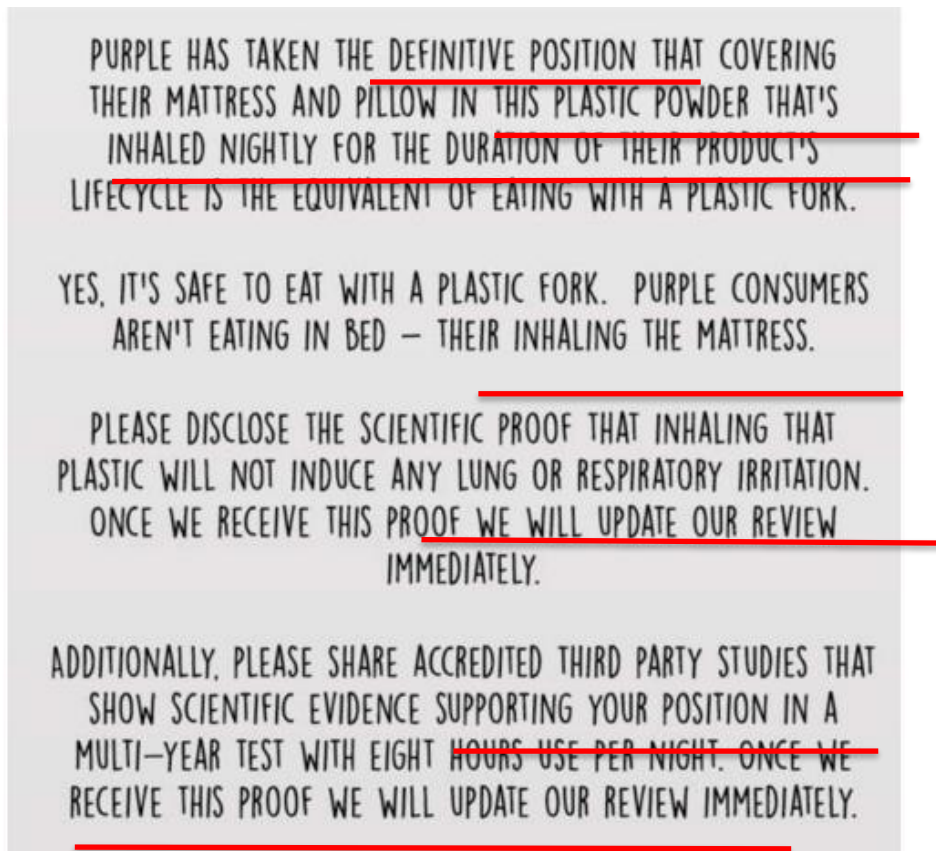 PURPLE HAS TAKEN THE DEFINITIVE POSITION THAT COVERING
THEIR MATTRESS AND PILLOW IN THIS PLASTIC POWDER THAT'S
INHALED NIGHTLY FOR THE DURATION OF THEIR PRODUCT'S
LIFECYCLE IS THE EQUIVALENT OF EATING WITH A PLASTIC FORK.
YES, IT'S SAFE TO EAT WITH A PLASTIC FORK. PURPLE CONSUMERS
AREN'T EATING IN BED – THEIR INHALING THE MATTRESS.
PLEASE DISCLOSE THE SCIENTIFIC PROOF THAT INHALING THAT
PLASTIC WILL NOT INDUCE ANY LUNG OR RESPIRATORY IRRITATION.
ONCE WE RECEIVE THIS PROOF WE WILL UPDATE OUR REVIEW
IMMEDIATELY.
ADDITIONALLY, PLEASE SHARE ACCREDITED THIRD PARTY STUDIES THAT
SHOW SCIENTIFIC EVIDENCE SUPPORTING YOUR POSITION IN A
MULTI–YEAR TEST WITH EIGHT HOURS USE PER NIGHT. ONCE WE
RECEIVE THIS PROOF WE WILL UPDATE OUR REVIEW IMMEDIATELY.